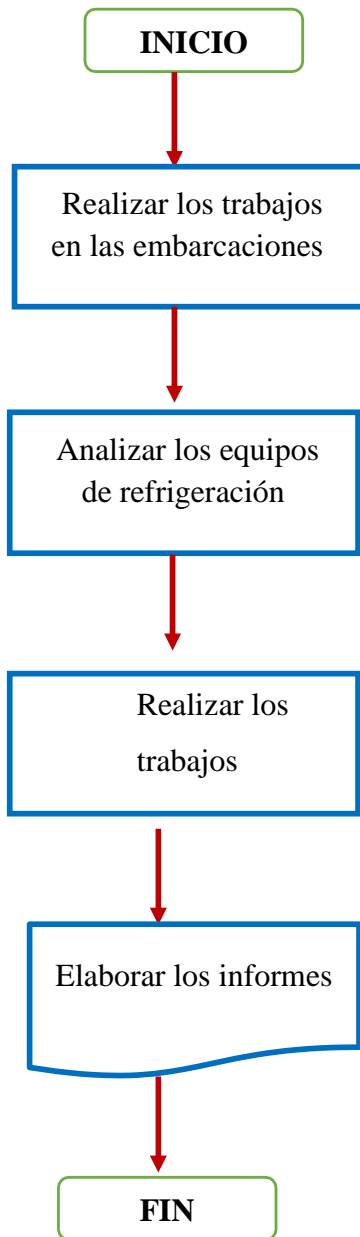 INICIO
Realizar los trabajos
en las embarcaciones
Analizar los equipos
de refrigeración
Realizar los
trabajos
Elaborar los informes
FIN